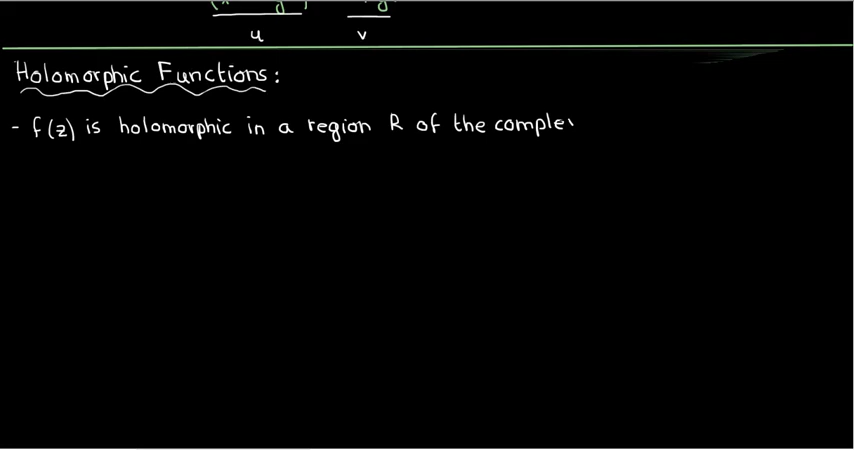 u v
Holomorphic Functions:
- f(z) is holomorphic in a region R of the comple